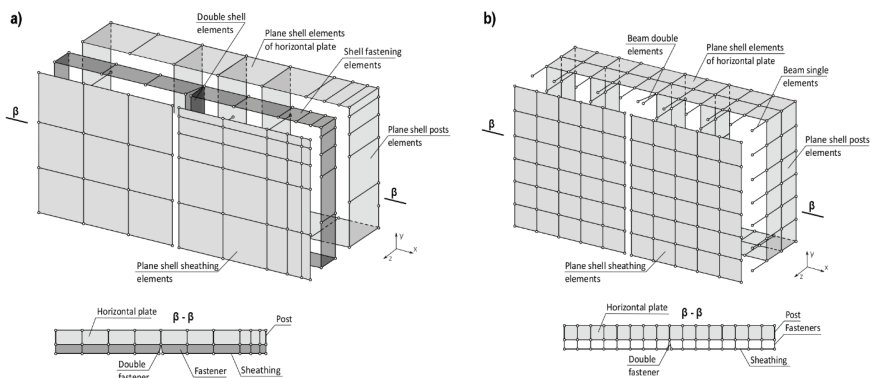 a)
Double shell
elements
Plane shell elements
of horizontal plate
Shell fastening
elements
β
Plane shell posts
elements
β
y
x
z
Plane shell sheathing
elements
Horizontal plate
β - β
Post
Double
fastener
Fastener
Sheathing
b)
Beam double
elements
Plane shell elements
of horizontal plate
Beam single
elements
β
Plane shell posts
elements
β
y
x
z
Plane shell sheathing
elements
Horizontal plate
β - β
Post
Fasteners
Double
fastener
Sheathing